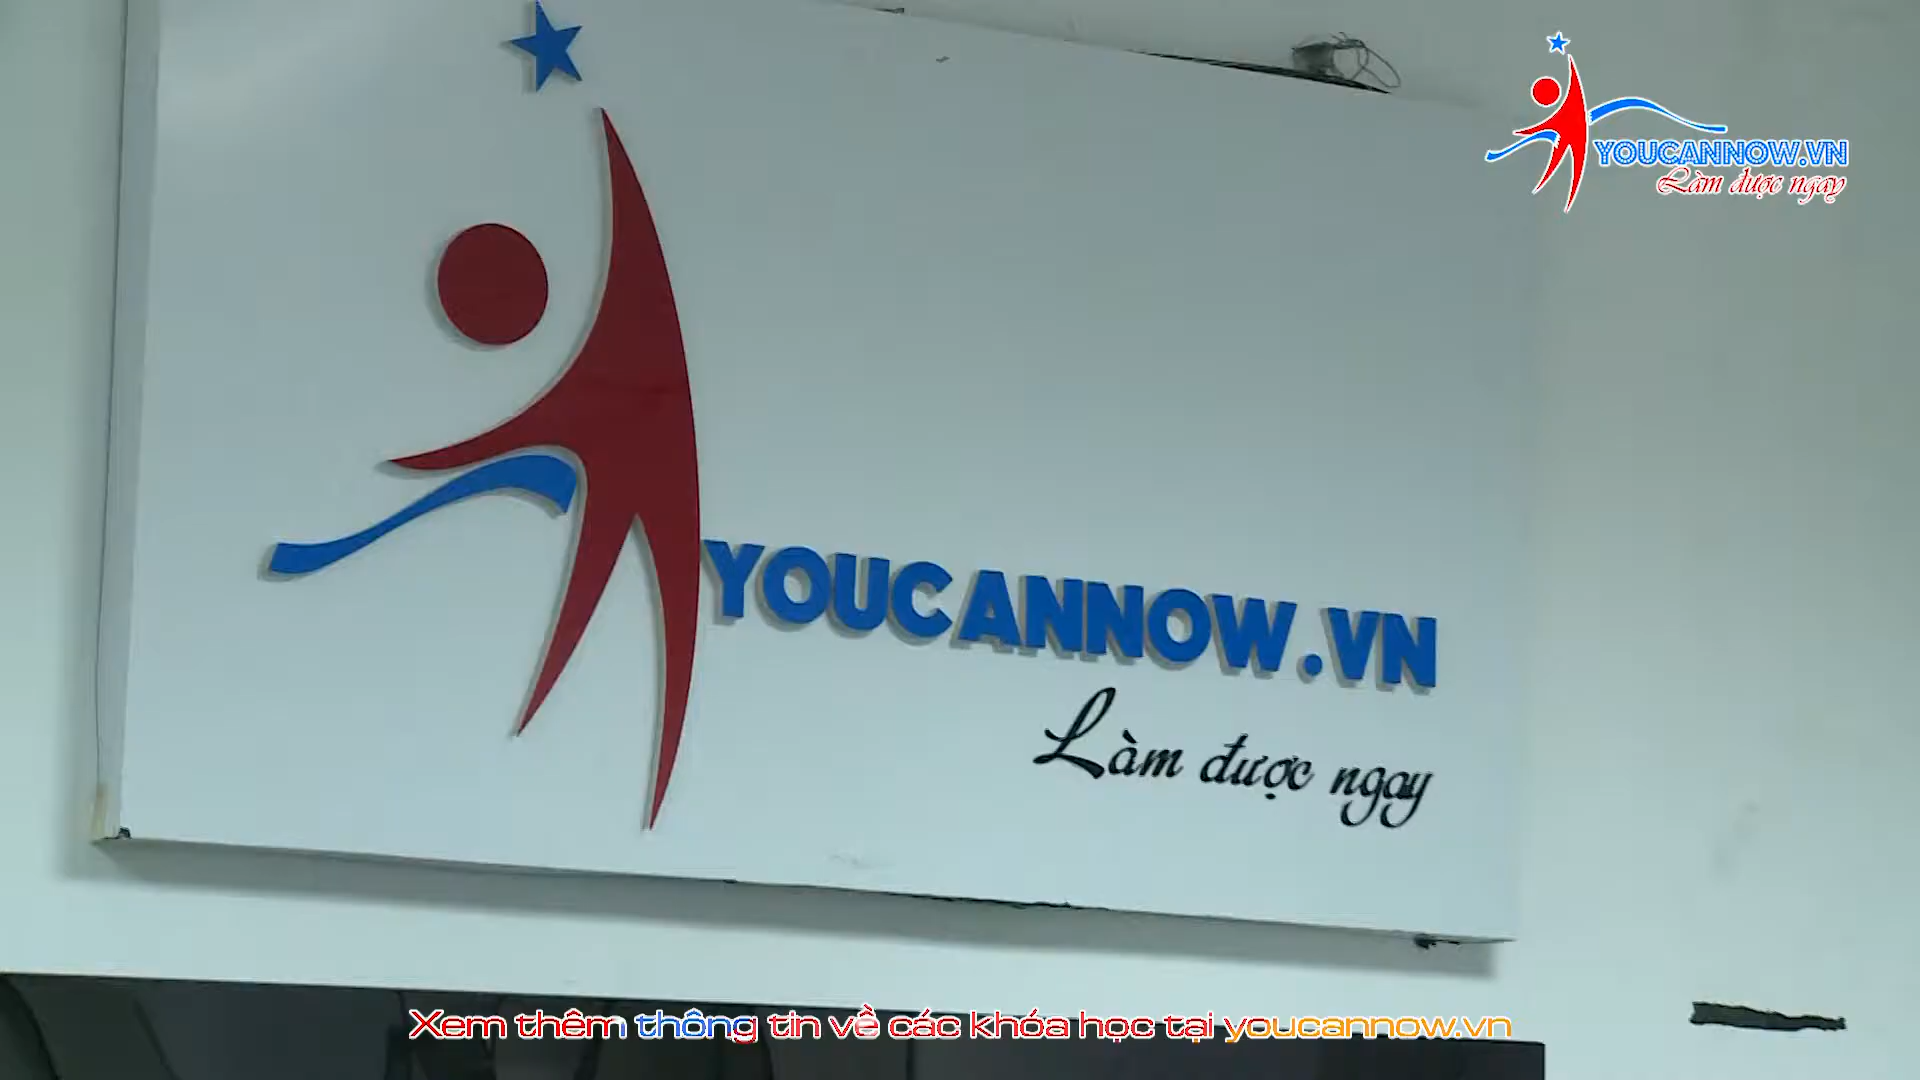 YOUCANNOW.VN
Làm được ngay
YOUCANNOW.VN
Làm được ngay
Xem thêm thông tin về các khóa học tại youcannow.vn